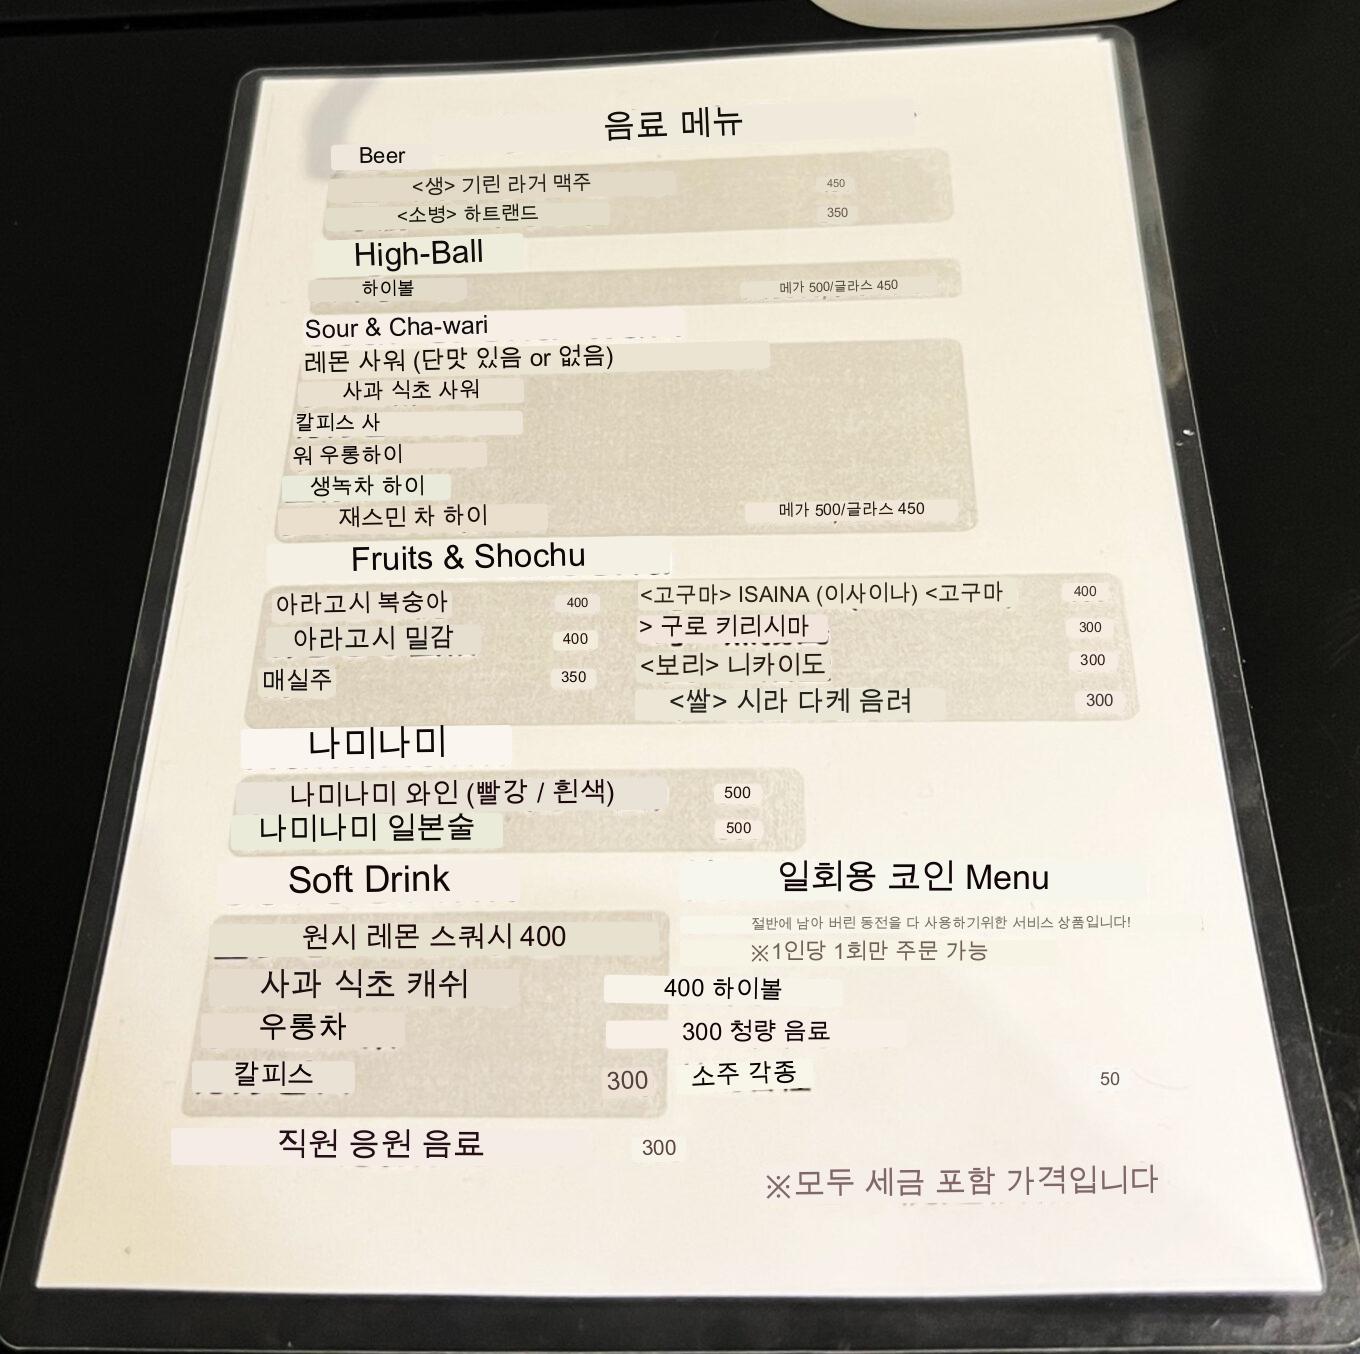 음료 메뉴
Beer
<생> 기린 라거 맥주 450
<소병> 하트랜드 350
High-Ball
하이볼 메가 500/글라스 450
Sour & Cha-wari
레몬 사워 (단맛 있음 or 없음)
사과 식초 사워
칼피스 사
워 우롱하이
생녹차 하이
재스민 차 하이 메가 500/글라스 450
Fruits & Shochu
아라고시 복숭아 400
아라고시 밀감 400
매실주 350
<고구마> ISAINA (이사이나) <고구마 400
> 구로 키리시마 300
<보리> 니카이도 300
<쌀> 시라 다케 음려 300
나미나미
나미나미 와인 (빨강 / 흰색) 500
나미나미 일본술 500
Soft Drink
원시 레몬 스쿼시 400
사과 식초 캐쉬
우롱차
칼피스 300
직원 응원 음료 300
일회용 코인 Menu
절반에 남아 버린 동전을 다 사용하기위한 서비스 상품입니다!
※1인당 1회만 주문 가능
400 하이볼
300 청량 음료
소주 각종 50
※모두 세금 포함 가격입니다